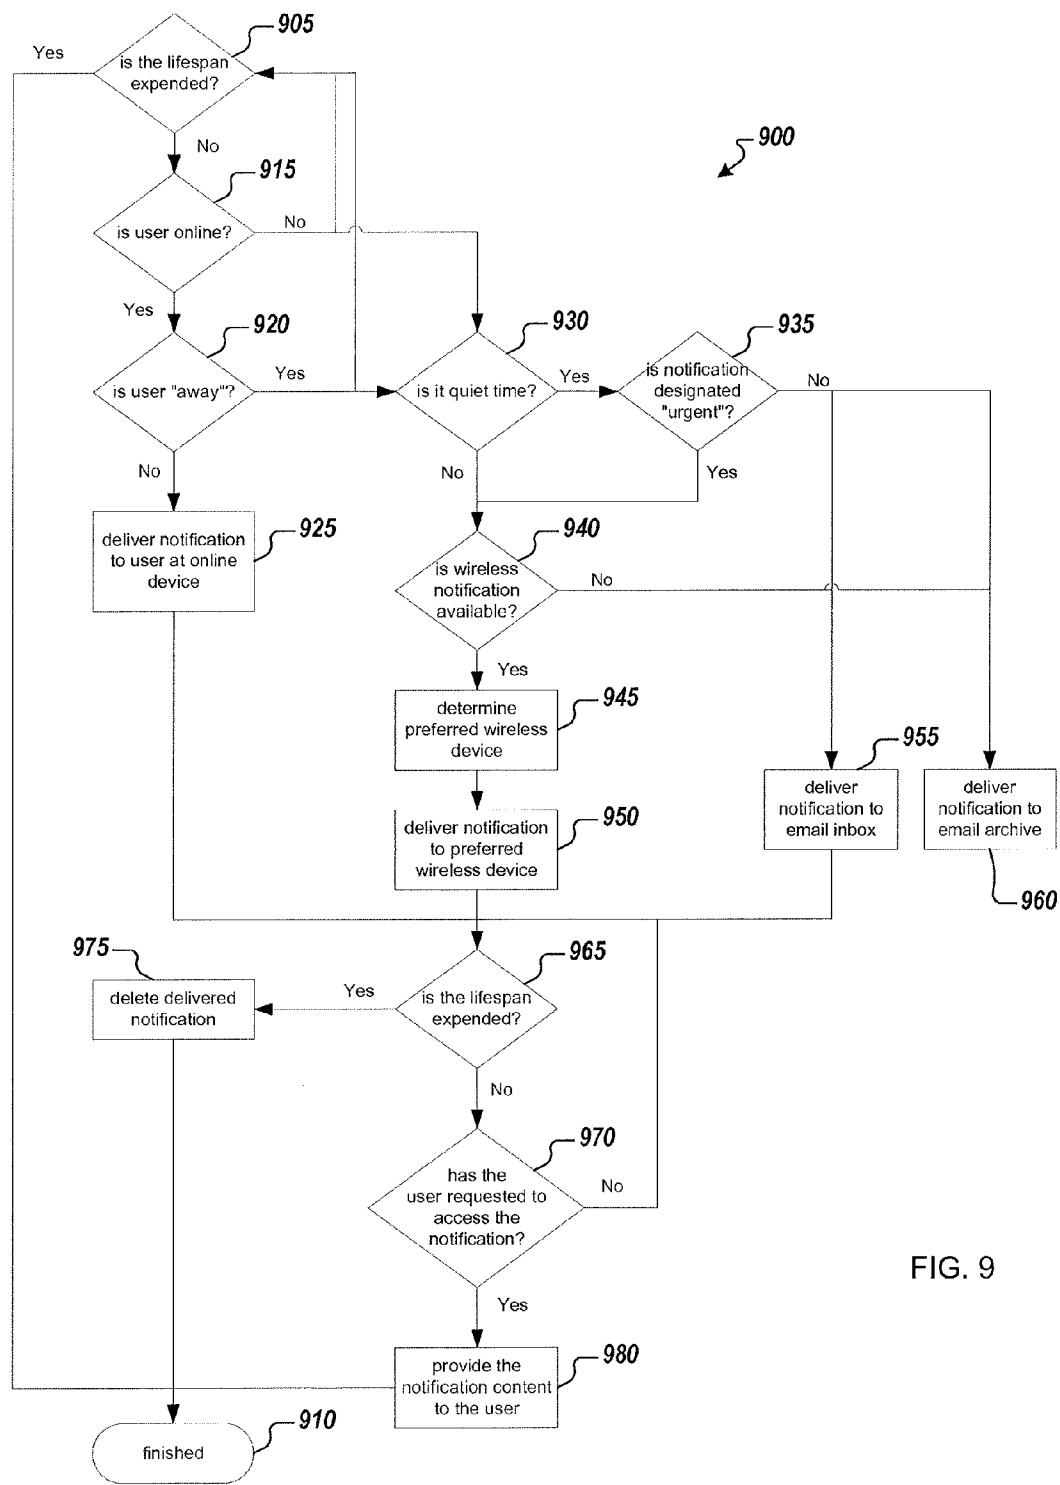 905
Yes
is the lifespan
expended?
No
900
915
is user online?
No
Yes
920
930
935
is user "away"?
Yes
is it quiet time?
Yes
is notification
designated
"urgent"?
No
No
No
Yes
925
deliver notification
to user at online
device
940
is wireless
notification
available?
No
Yes
945
determine
preferred wireless
device
955
deliver
notification to
email inbox
deliver
notification to
email archive
960
950
deliver notification
to preferred
wireless device
975
delete delivered
notification
Yes
965
is the lifespan
expended?
No
970
has the
user requested to
access the
notification?
No
Yes
FIG. 9
980
provide the
notification content
to the user
910
finished